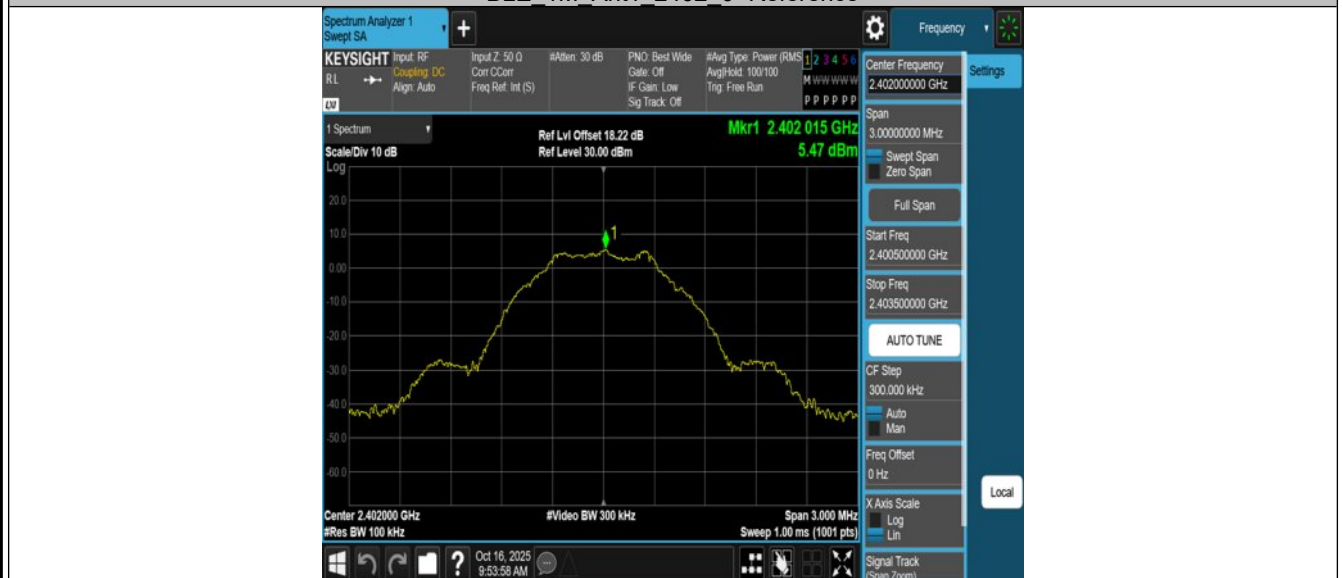 Spectrum Analyzer 1
Swept SA
Frequency
KEYSIGHT
RL
LXI
Input: RF
Coupling: DC
Align: Auto
Input Z: 50 Ω
Corr CCorr
Freq Ref: Int (S)
#Atten: 30 dB
PNO: Best Wide
Gate: Off
IF Gain: Low
Sig Track: Off
#Avg Type: Power (RMS
Avg|Hold: 100/100
Trig: Free Run
1 2 3 4 5 6
M W W W W W
P P P P P P
1 Spectrum
Scale/Div 10 dB
Log
Ref Lvl Offset 18.22 dB
Ref Level 30.00 dBm
Mkr1 2.402 015 GHz
5.47 dBm
20.0
10.0
0.00
-10.0
-20.0
-30.0
-40.0
-50.0
-60.0
1
Center 2.402000 GHz
#Res BW 100 kHz
#Video BW 300 kHz
Span 3.000 MHz
Sweep 1.00 ms (1001 pts)
Center Frequency
2.402000000 GHz
Settings
Span
3.00000000 MHz
Swept Span
Zero Span
Full Span
Start Freq
2.400500000 GHz
Stop Freq
2.403500000 GHz
AUTO TUNE
CF Step
300.000 kHz
Auto
Man
Freq Offset
0 Hz
X Axis Scale
Log
Lin
Local
Signal Track
(Span Zoom)
?
Oct 16, 2025
9:53:58 AM